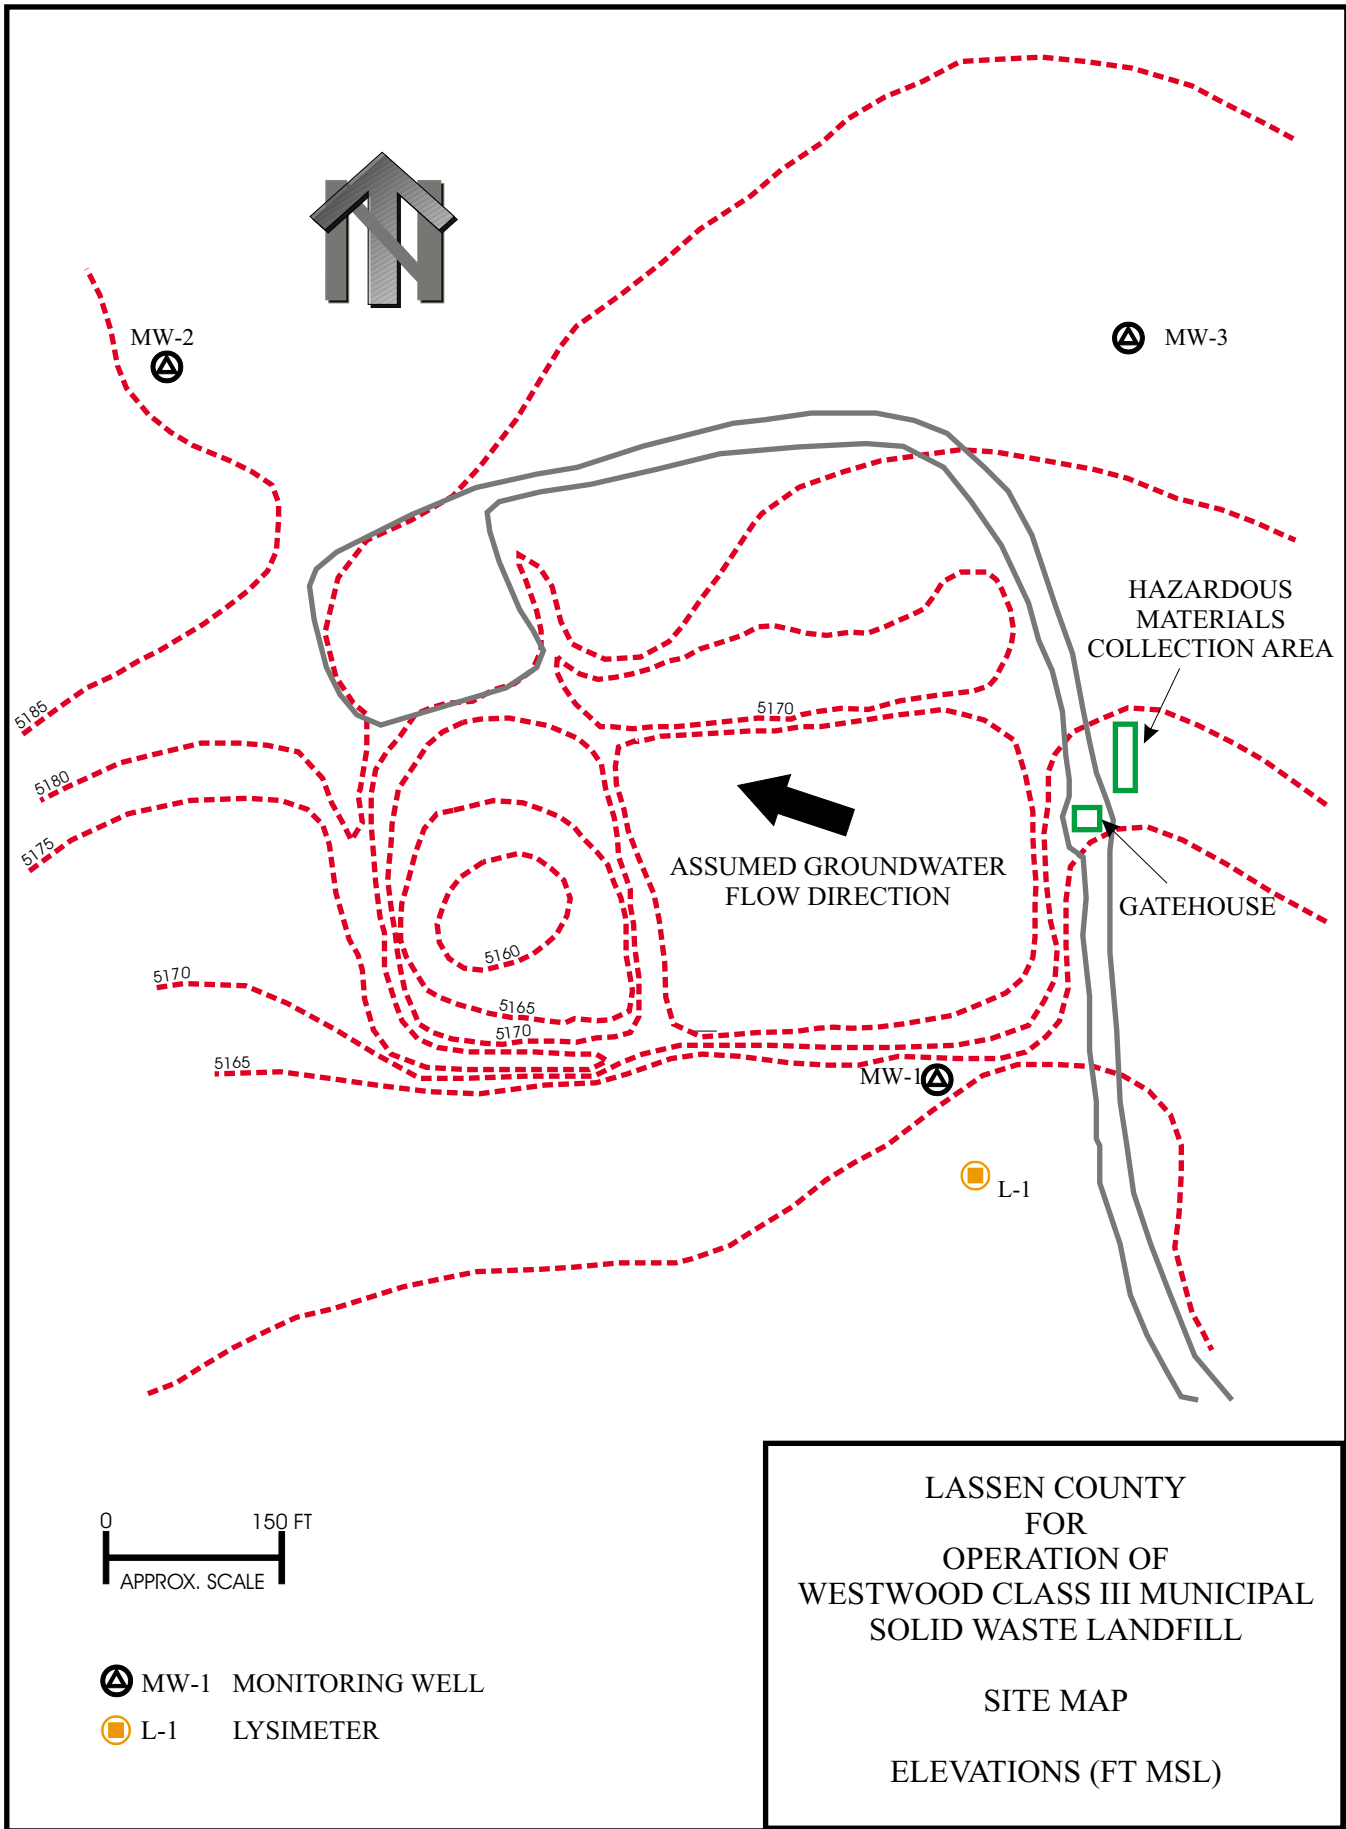 N
MW-2
MW-3
HAZARDOUS
MATERIALS
COLLECTION AREA
5185
5170
5180
5175
ASSUMED GROUNDWATER
FLOW DIRECTION
GATEHOUSE
5160
5170
5165
5170
5165
MW-1
L-1
0 150 FT
APPROX. SCALE
MW-1 MONITORING WELL
L-1 LYSIMETER
LASSEN COUNTY
FOR
OPERATION OF
WESTWOOD CLASS III MUNICIPAL
SOLID WASTE LANDFILL
SITE MAP
ELEVATIONS (FT MSL)